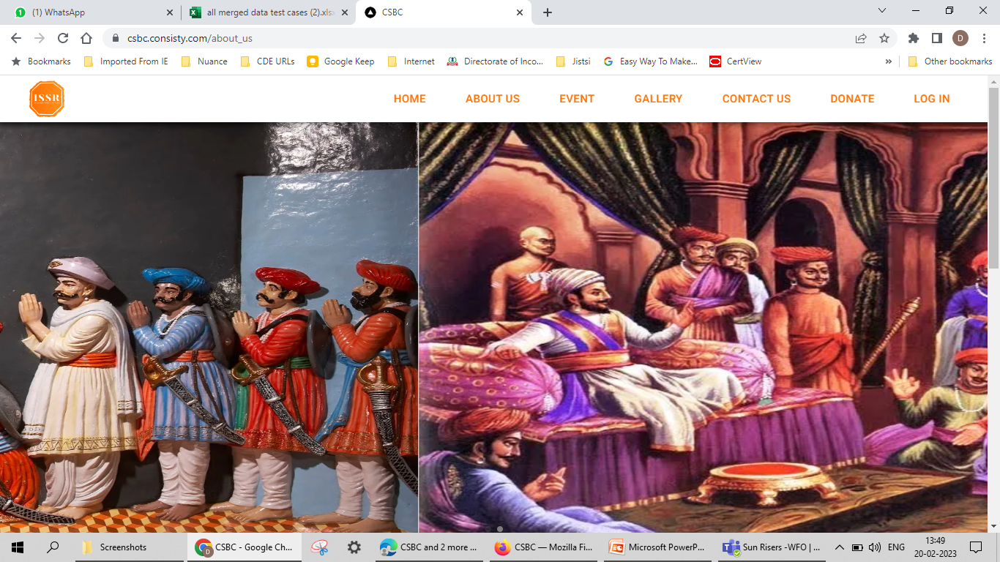 (1) WhatsApp
all merged data test cases (2).xlsx
CSBC
csbc.consisty.com/about_us
D
Bookmarks
Imported From IE
Nuance
CDE URLs
Google Keep
Internet
Directorate of Inco...
Jistsi
Easy Way To Make...
CertView
»
Other bookmarks
ISSR
HOME
ABOUT US
EVENT
GALLERY
CONTACT US
DONATE
LOG IN
Screenshots
CSBC - Google Ch...
CSBC and 2 more ...
CSBC — Mozilla Fi...
Microsoft PowerP...
Sun Risers -WFO | ...
ENG
13:49
20-02-2023